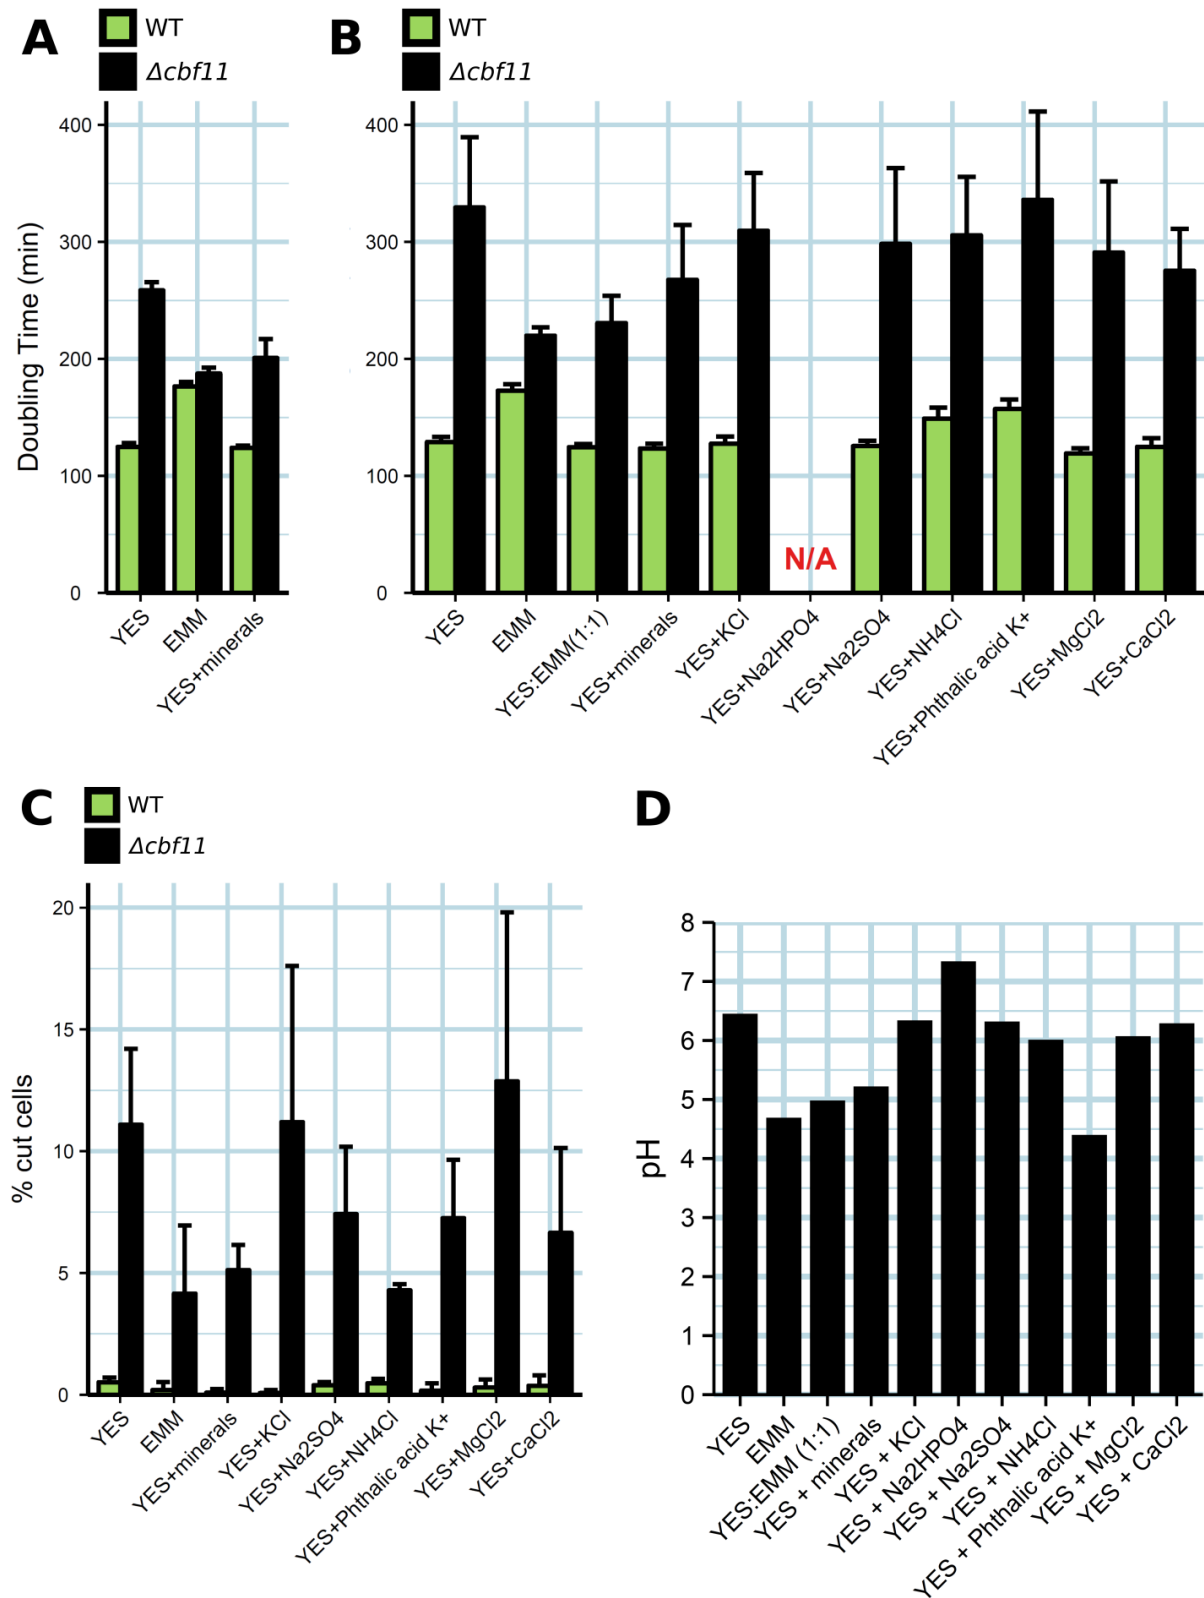 A
WT
Δcbf11
B
WT
Δcbf11
Doubling Time (min)
400
300
200
100
0
YES
EMM
YES+minerals
400
300
200
100
0
N/A
YES
EMM
YES:EMM(1:1)
YES+minerals
YES+KCl
YES+Na2HPO4
YES+Na2SO4
YES+NH4Cl
YES+Phthalic acid K+
YES+MgCl2
YES+CaCl2
C
WT
Δcbf11
% cut cells
20
15
10
5
0
YES
EMM
YES+minerals
YES+KCl
YES+Na2SO4
YES+NH4Cl
YES+Phthalic acid K+
YES+MgCl2
YES+CaCl2
D
pH
8
7
6
5
4
3
2
1
0
YES
EMM
YES:EMM (1:1)
YES + minerals
YES + KCl
YES + Na2HPO4
YES + Na2SO4
YES + NH4Cl
YES + Phthalic acid K+
YES + MgCl2
YES + CaCl2